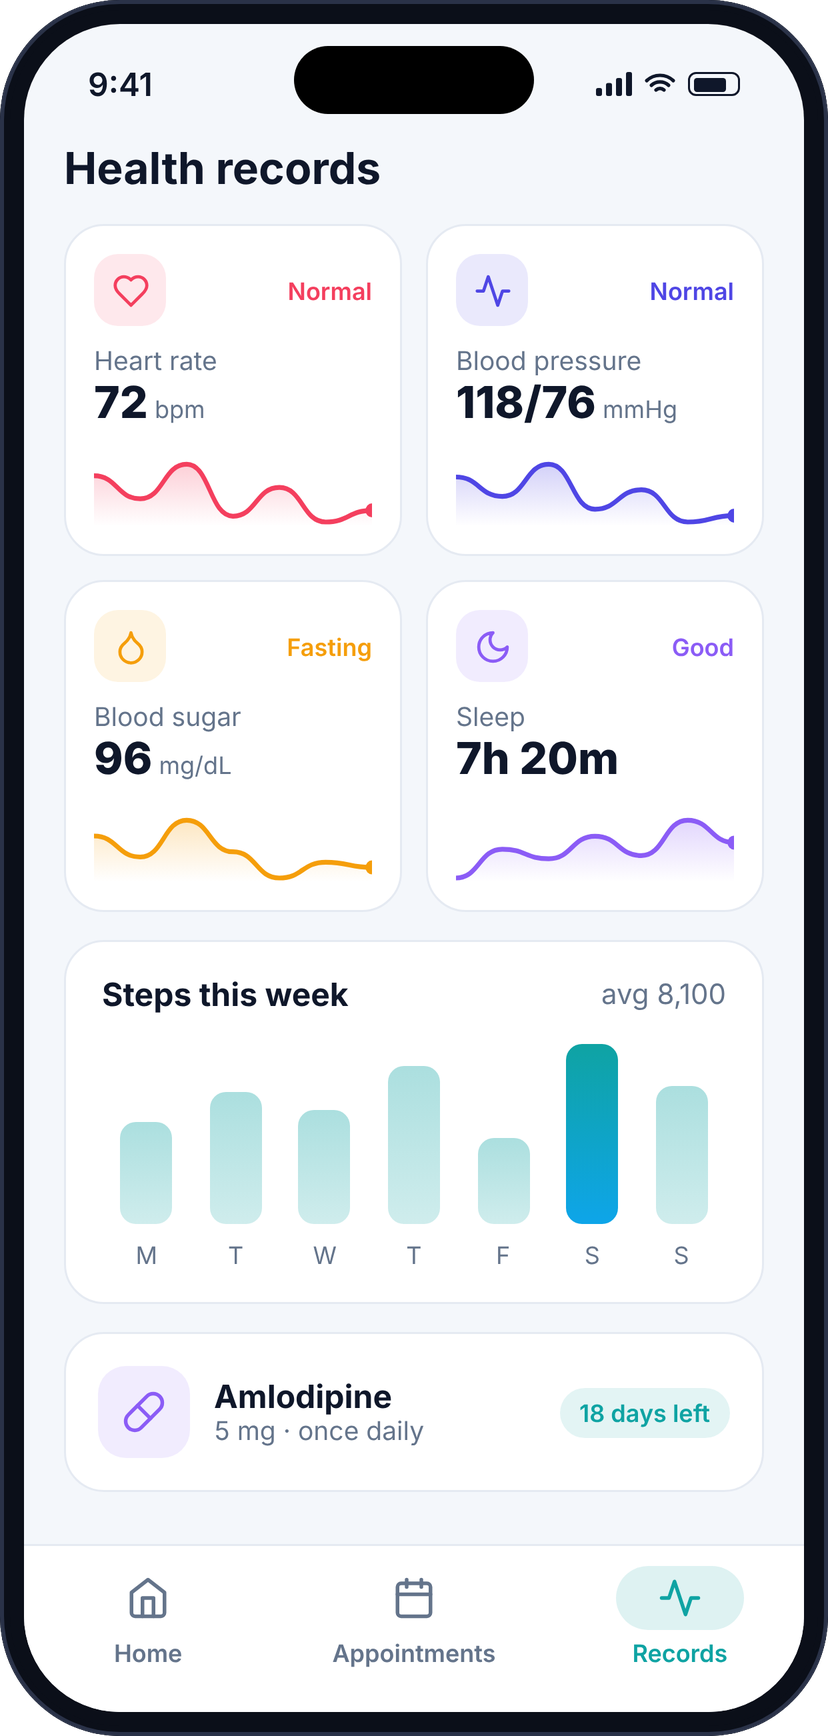 9:41
Health records
Normal
Heart rate
72 bpm
Normal
Blood pressure
118/76 mmHg
Fasting
Blood sugar
96 mg/dL
Good
Sleep
7h 20m
Steps this week
avg 8,100
M T W T F S S
Amlodipine
5 mg · once daily
18 days left
Home
Appointments
Records